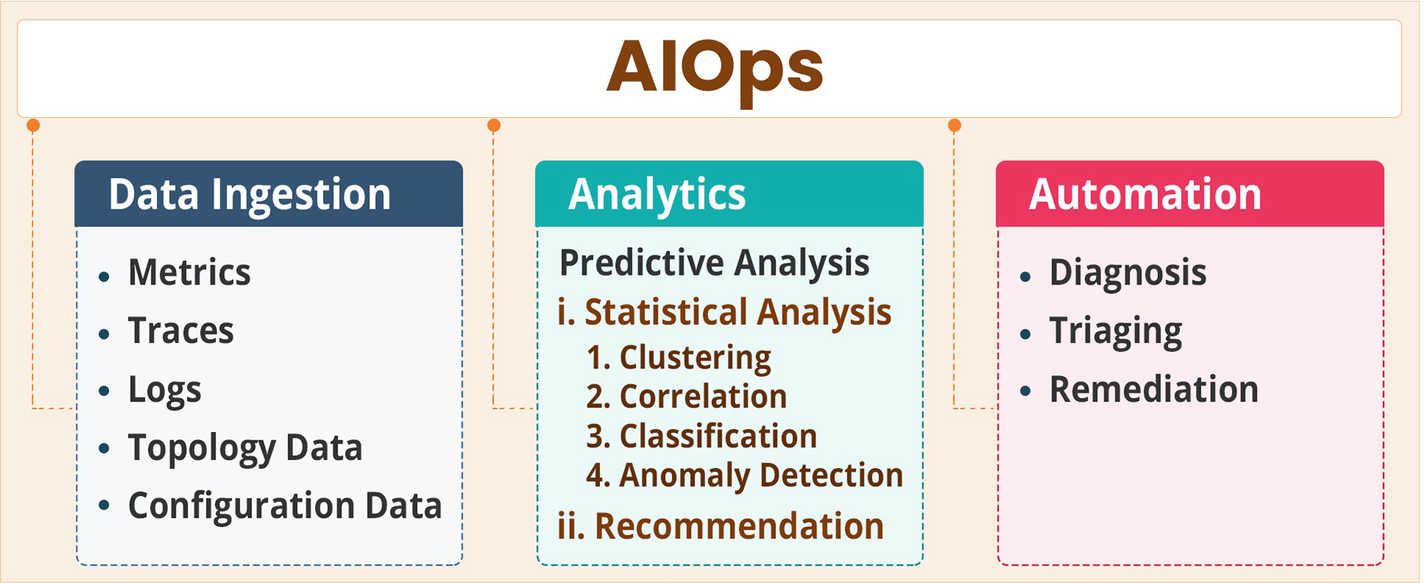 AIOps
Data Ingestion
• Metrics
• Traces
• Logs
• Topology Data
• Configuration Data
Analytics
Predictive Analysis
i. Statistical Analysis
1. Clustering
2. Correlation
3. Classification
4. Anomaly Detection
ii. Recommendation
Automation
• Diagnosis
• Triaging
• Remediation